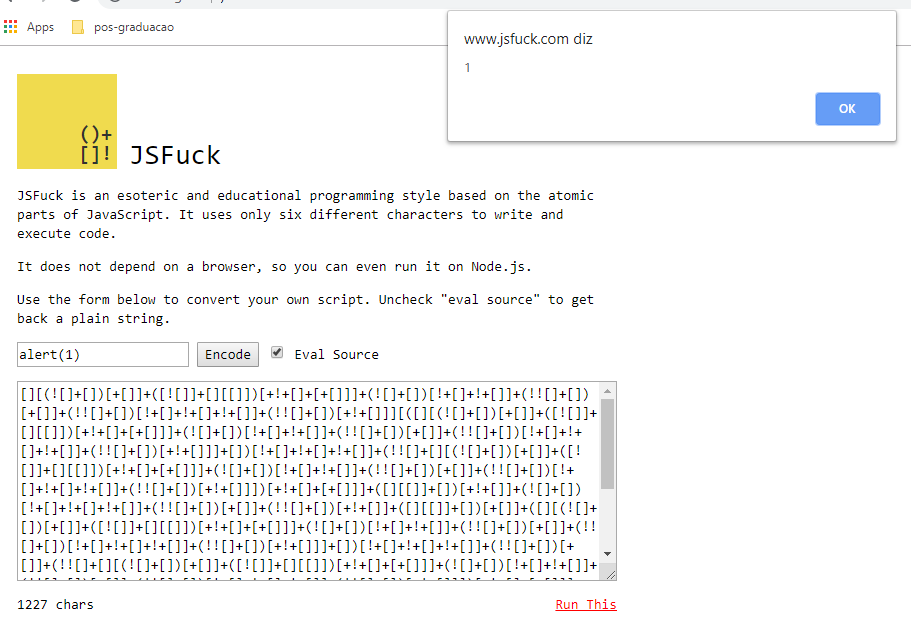 Apps
pos-graduacao
www.jsfuck.com diz
1
OK
()+
[]!
JSFuck
JSFuck is an esoteric and educational programming style based on the atomic
parts of JavaScript. It uses only six different characters to write and
execute code.
It does not depend on a browser, so you can even run it on Node.js.
Use the form below to convert your own script. Uncheck "eval source" to get
back a plain string.
alert(1)
Encode
Eval Source
[][(![]+[])[+[]]+([![]]+[][[]])[+!+[]+[+[]]]+(![]+[])[!+[]+!+[]]+(!![]+[])
[+[]]+(!![]+[])[!+[]+!+[]+!+[]]+(!![]+[])[+!+[]]][([][(![]+[])[+[]]+([![]]+
[][[]])[+!+[]+[+[]]]+(![]+[])[!+[]+!+[]]+(!![]+[])[+[]]+(!![]+[])[!+[]+!+
[]+!+[]]+(!![]+[])[+!+[]]]+[])[!+[]+!+[]+!+[]]+(!![]+[][(![]+[])[+[]]+([!
[]]+[][[]])[+!+[]+[+[]]]+(![]+[])[!+[]+!+[]]+(!![]+[])[+[]]+(!![]+[])[!+
[]+!+[]+!+[]]+(!![]+[])[+!+[]]])[+!+[]+[+[]]]+([][[]]+[])[+!+[]]+(![]+[])
[!+[]+!+[]+!+[]]+(!![]+[])[+[]]+(!![]+[])[+!+[]]+([][[]]+[])[+[]]+([][(![]+
[])[+[]]+([![]]+[][[]])[+!+[]+[+[]]]+(![]+[])[!+[]+!+[]]+(!![]+[])[+[]]+(!!
[]+[])[!+[]+!+[]+!+[]]+(!![]+[])[+!+[]]]+[])[!+[]+!+[]+!+[]]+(!![]+[])[+
[]]+(!![]+[][(![]+[])[+[]]+([![]]+[][[]])[+!+[]+[+[]]]+(![]+[])[!+[]+!+[]]+
1227 chars
Run This